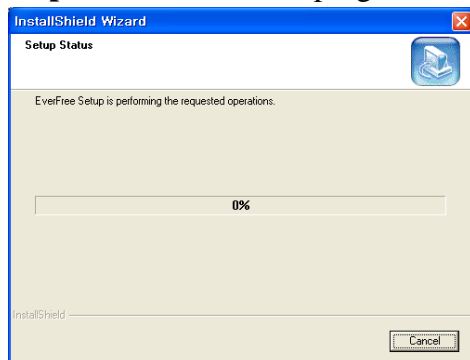 InstallShield Wizard
Setup Status
EverFree Setup is performing the requested operations.
0%
InstallShield
Cancel